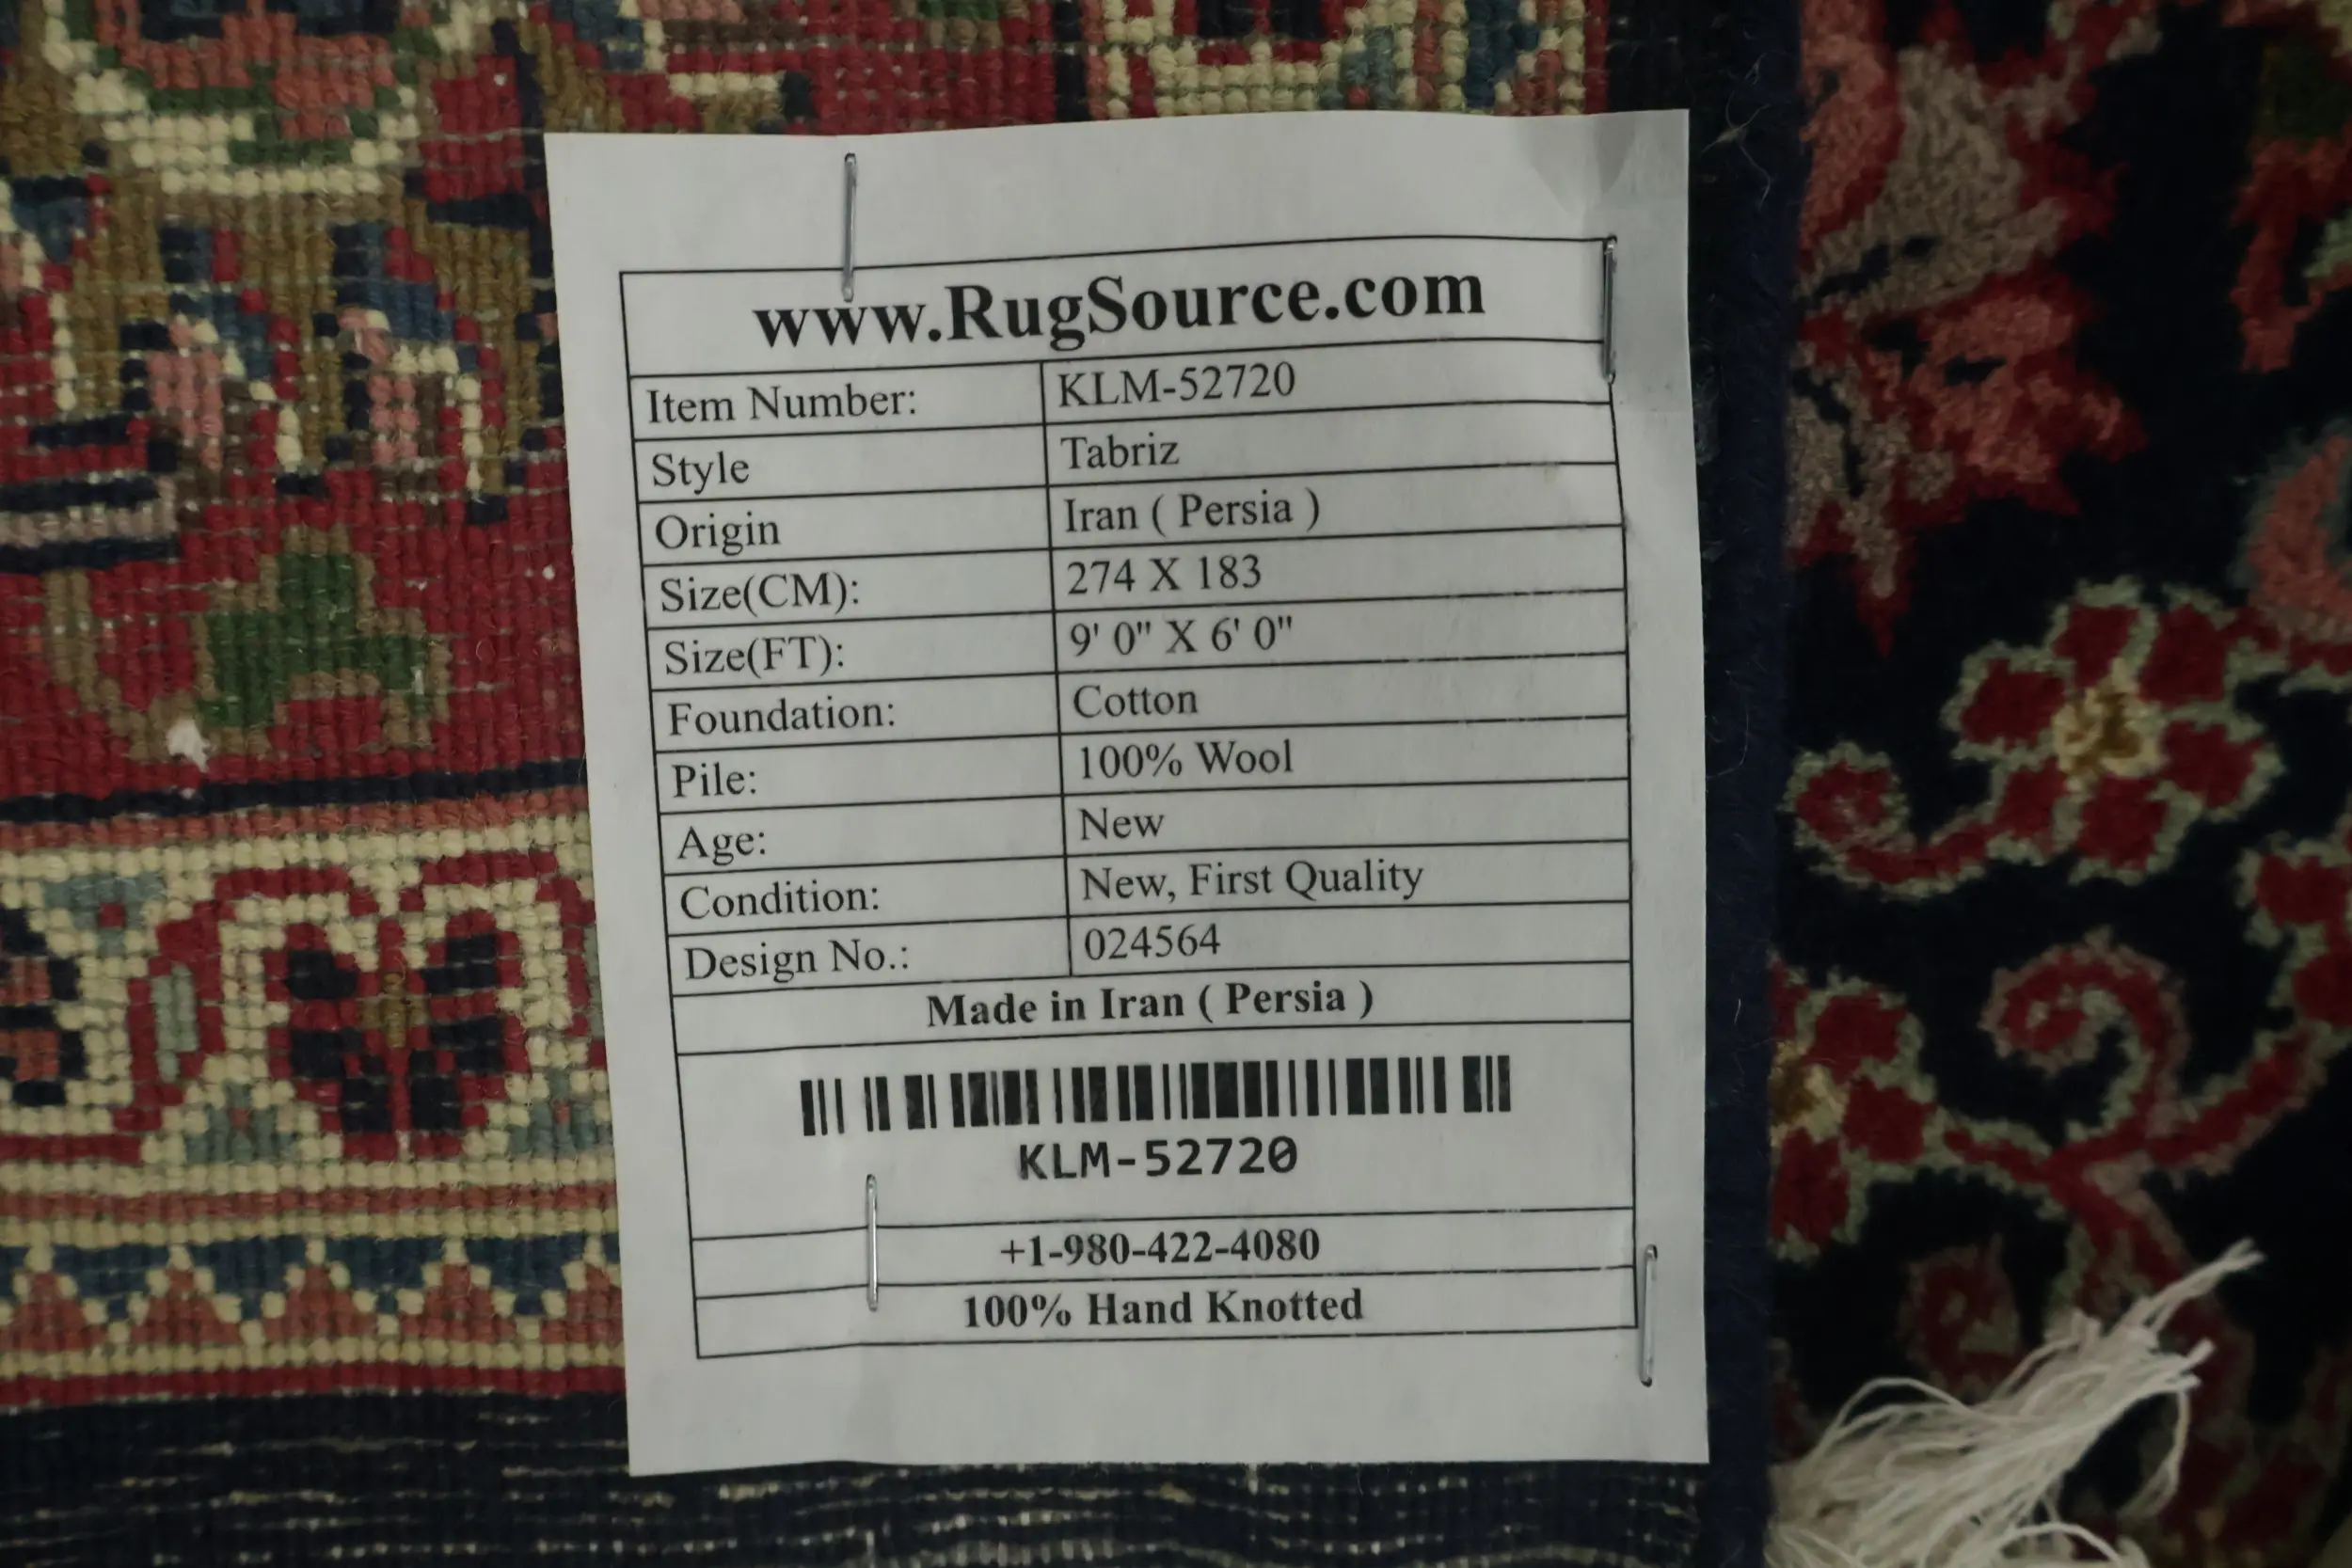 www.RugSource.com
Item Number: KLM-52720
Style Tabriz
Origin Iran ( Persia )
Size(CM): 274 X 183
Size(FT): 9' 0" X 6' 0"
Foundation: Cotton
Pile: 100% Wool
Age: New
Condition: New, First Quality
Design No.: 024564
Made in Iran ( Persia )
KLM-52720
+1-980-422-4080
100% Hand Knotted